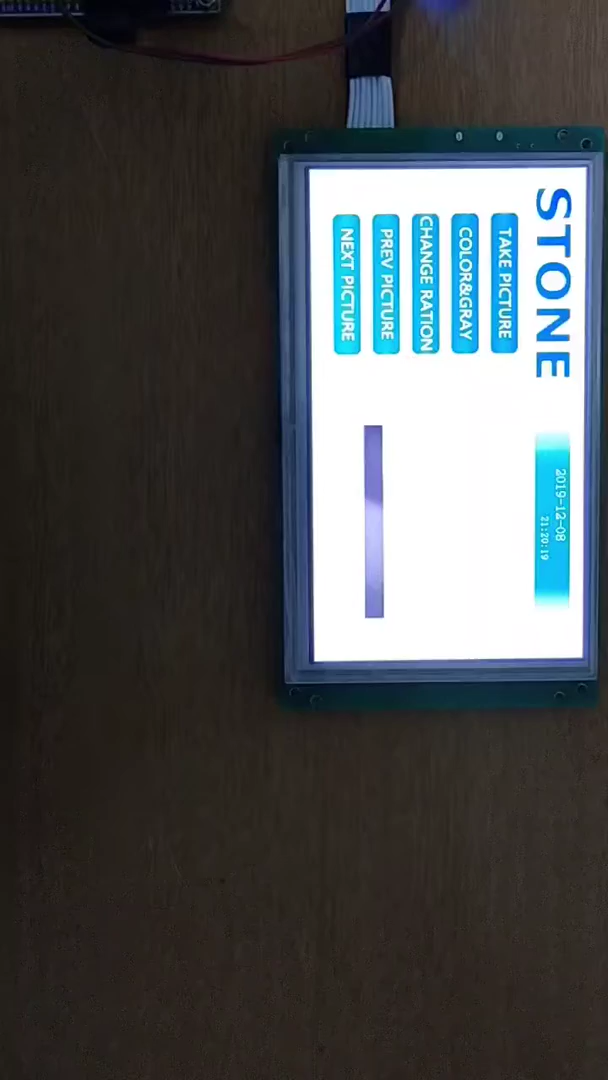 STONE
2019-12-08
21:20:19
TAKE PICTURE
COLOR&GRAY
CHANGE RATION
PREV PICTURE
NEXT PICTURE